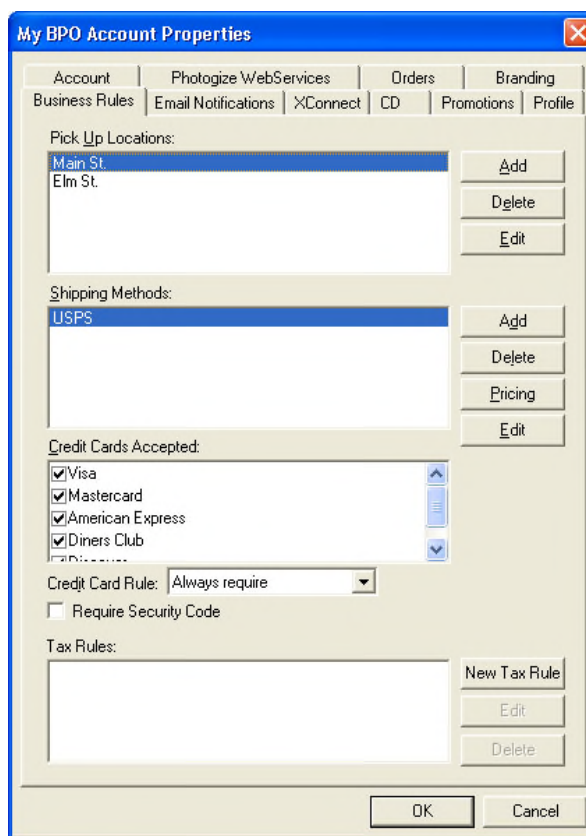 My BPO Account Properties
Account Photogize WebServices Orders Branding
Business Rules Email Notifications XConnect CD Promotions Profile
Pick Up Locations:
Main St.
Elm St.
Add
Delete
Edit
Shipping Methods:
USPS
Add
Delete
Pricing
Edit
Credit Cards Accepted:
Visa
Mastercard
American Express
Diners Club
Credit Card Rule: Always require
Require Security Code
Tax Rules:
New Tax Rule
Edit
Delete
OK Cancel